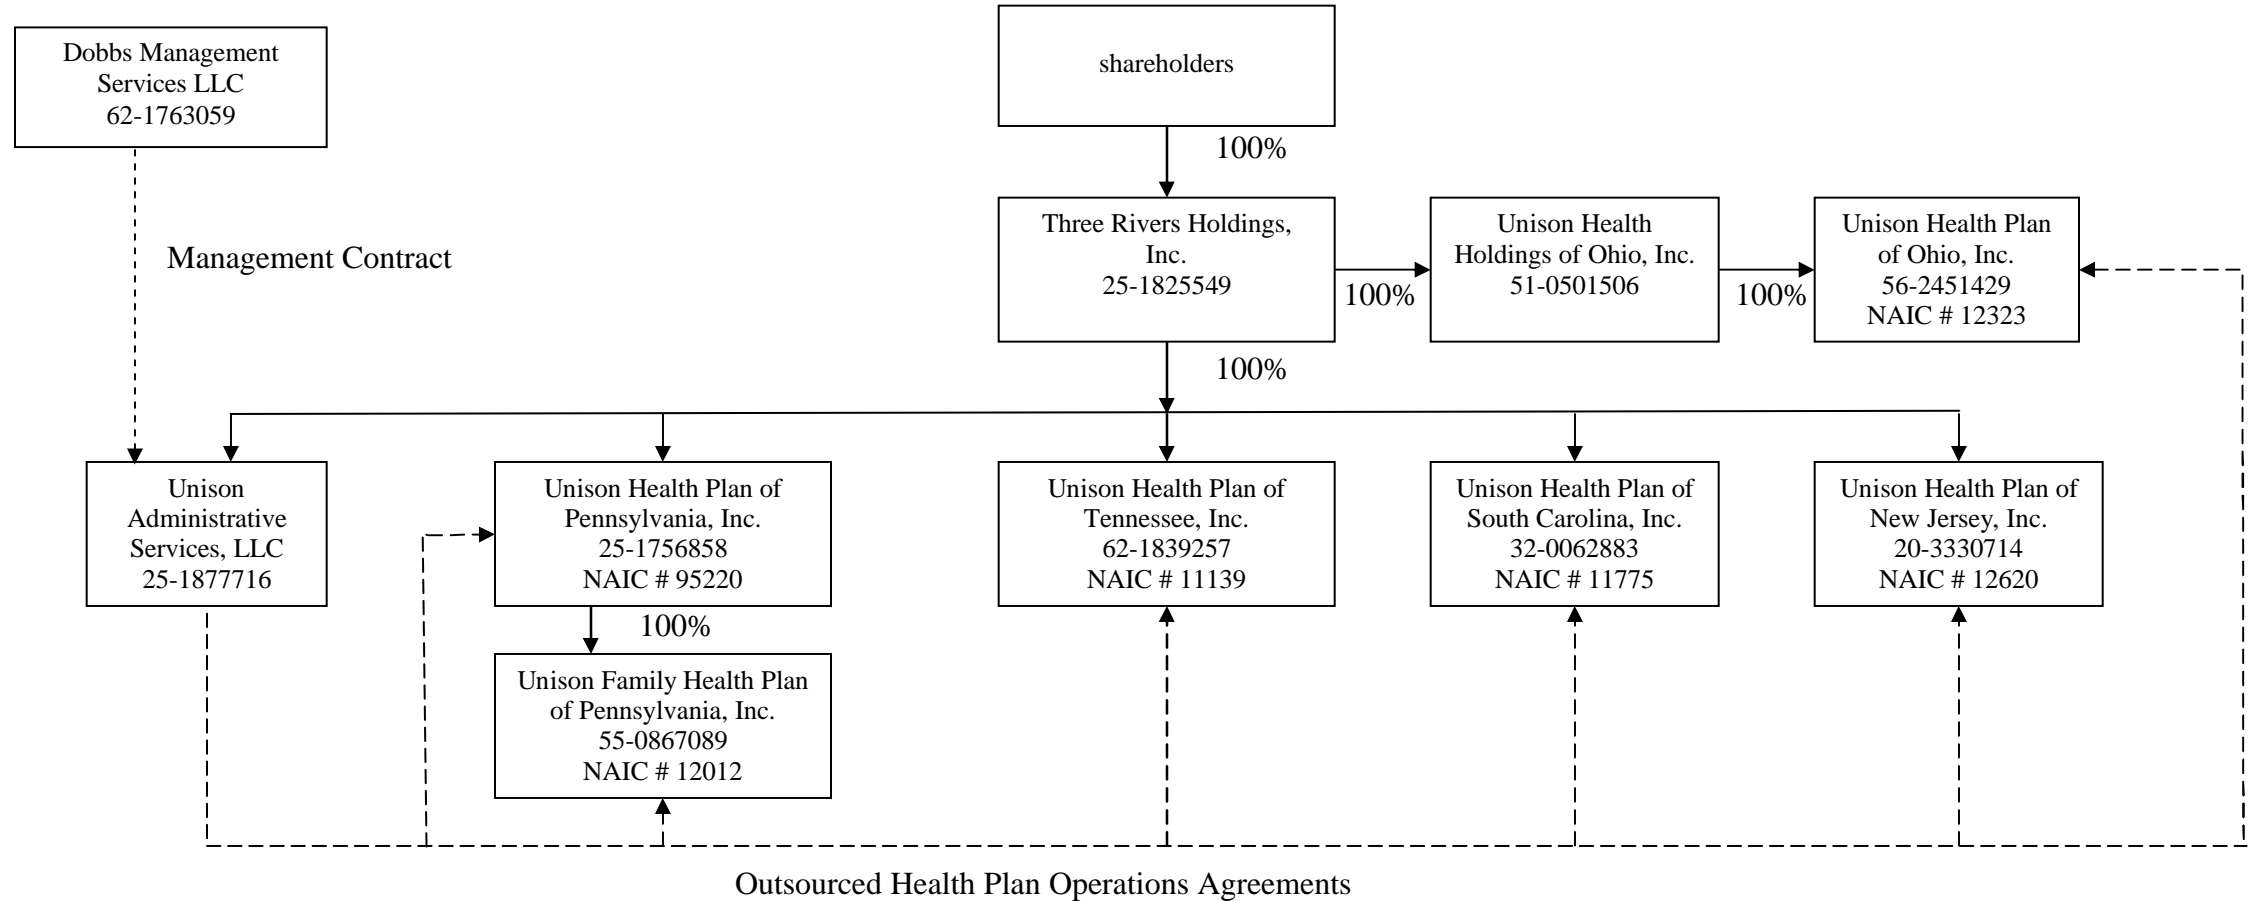 Dobbs Management
Services LLC
62-1763059
shareholders
100%
Management Contract
Three Rivers Holdings,
Inc.
25-1825549
100%
Unison Health
Holdings of Ohio, Inc.
51-0501506
100%
Unison Health Plan
of Ohio, Inc.
56-2451429
NAIC # 12323
100%
Unison
Administrative
Services, LLC
25-1877716
Unison Health Plan of
Pennsylvania, Inc.
25-1756858
NAIC # 95220
Unison Health Plan of
Tennessee, Inc.
62-1839257
NAIC # 11139
Unison Health Plan of
South Carolina, Inc.
32-0062883
NAIC # 11775
Unison Health Plan of
New Jersey, Inc.
20-3330714
NAIC # 12620
100%
Unison Family Health Plan
of Pennsylvania, Inc.
55-0867089
NAIC # 12012
Outsourced Health Plan Operations Agreements